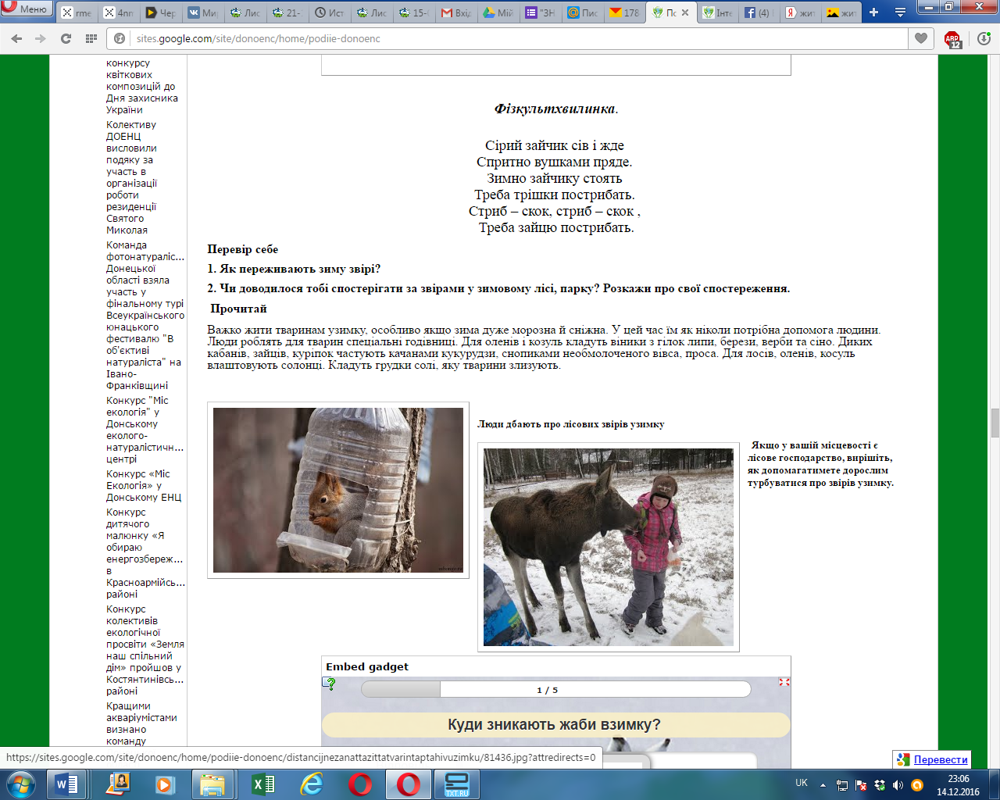 Меню
rme
4nn
Чер
Ми
Лис
21-
Іст
Лис
15-
Вхід
Мій
"ЗН
Пис
178
По
Інте
(4)
жит
жит
sites.google.com/site/donoenc/home/podiie-donoenc
ABP
12
конкурсу
квіткових
композицій до
Дня захисника
України
Колективу
ДОЕНЦ
висловили
подяку за
участь в
організації
роботи
резиденції
Святого
Миколая
Команда
фотонатураліс...
Донецької
області взяла
участь у
фінальному турі
Всеукраїнського
юнацького
фестивалю "В
об'єктиві
натураліста" на
Івано-
Франківщині
Конкурс "Міс
екологія" у
Донському
еколого-
натуралістичн...
центрі
Конкурс «Міс
Екологія» у
Донському ЕНЦ
Конкурс
дитячого
малюнку «Я
обираю
енергозбереж...
в
Красноармійсь...
районі
Конкурс
колективів
екологічної
просвіти «Земля
наш спільний
дім» пройшов у
Костянтинівсь...
районі
Кращими
акваріумістами
визнано
команду
Фізкультхвилинка.
Сірий зайчик сів і жде
Спритно вушками пряде.
Зимно зайчику стоять
Треба трішки пострибать.
Стриб – скок, стриб – скок ,
Треба зайцю пострибать.
Перевір себе
1. Як переживають зиму звірі?
2. Чи доводилося тобі спостерігати за звірами у зимовому лісі, парку? Розкажи про свої спостереження.
Прочитай
Важко жити тваринам узимку, особливо якщо зима дуже морозна й сніжна. У цей час їм як ніколи потрібна допомога людини.
Люди роблять для тварин спеціальні годівниці. Для оленів і козуль кладуть віники з гілок липи, берези, верби та сіно. Диких
кабанів, зайців, куріпок частують качанами кукурудзи, снопиками необмолоченого вівса, проса. Для лосів, оленів, косуль
влаштовують солонці. Кладуть грудки солі, яку тварини злизують.
Люди дбають про лісових звірів узимку
Якщо у вашій місцевості є
лісове господарство, вирішіть,
як допомагатимете дорослим
турбуватися про звірів узимку.
Embed gadget
1 / 5
Куди зникають жаби взимку?
https://sites.google.com/site/donoenc/home/podiie-donoenc/distancijnezanattazittatvarintaptahivuzimku/81436.jpg?attredirects=0
Перевести
TXT.RU
UK
23:06
14.12.2016